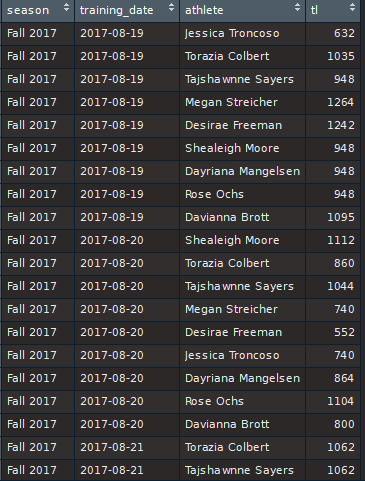 season training_date athlete tl
Fall 2017 2017-08-19 Jessica Troncoso 632
Fall 2017 2017-08-19 Torazia Colbert 1035
Fall 2017 2017-08-19 Tajshawnne Sayers 948
Fall 2017 2017-08-19 Megan Streicher 1264
Fall 2017 2017-08-19 Desirae Freeman 1242
Fall 2017 2017-08-19 Shealeigh Moore 948
Fall 2017 2017-08-19 Dayriana Mangelsen 948
Fall 2017 2017-08-19 Rose Ochs 948
Fall 2017 2017-08-19 Davianna Brott 1095
Fall 2017 2017-08-20 Shealeigh Moore 1112
Fall 2017 2017-08-20 Torazia Colbert 860
Fall 2017 2017-08-20 Tajshawnne Sayers 1044
Fall 2017 2017-08-20 Megan Streicher 740
Fall 2017 2017-08-20 Desirae Freeman 552
Fall 2017 2017-08-20 Jessica Troncoso 740
Fall 2017 2017-08-20 Dayriana Mangelsen 864
Fall 2017 2017-08-20 Rose Ochs 1104
Fall 2017 2017-08-20 Davianna Brott 800
Fall 2017 2017-08-21 Torazia Colbert 1062
Fall 2017 2017-08-21 Tajshawnne Sayers 1062